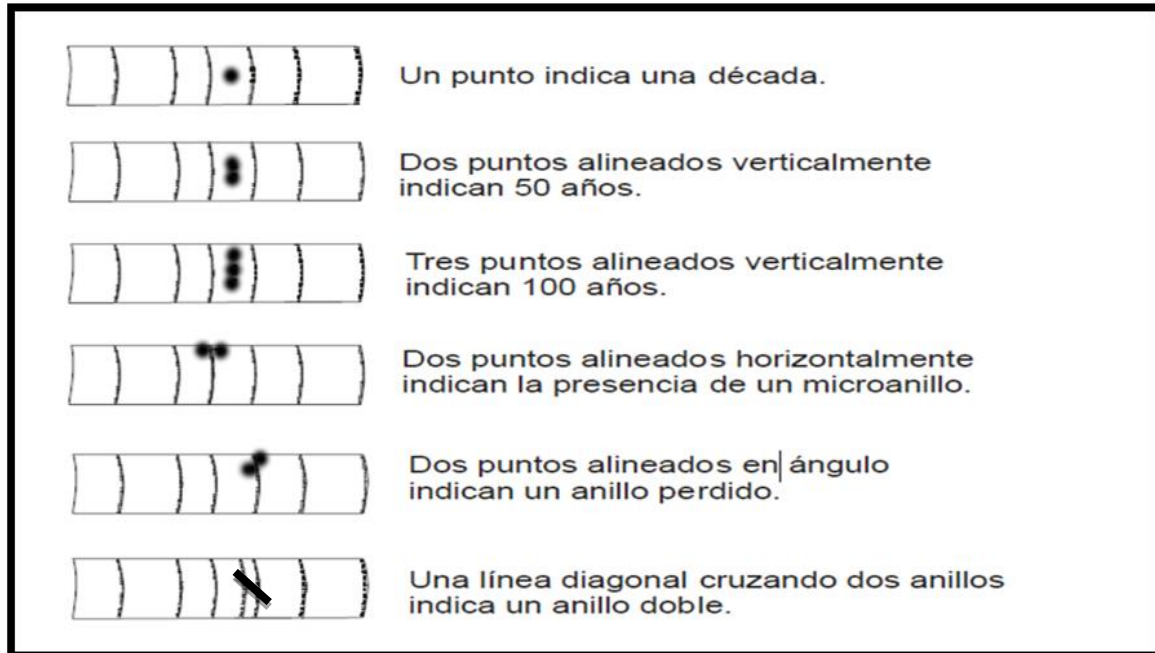 Un punto indica una década.
Dos puntos alineados verticalmente
indican 50 años.
Tres puntos alineados verticalmente
indican 100 años.
Dos puntos alineados horizontalmente
indican la presencia de un microanillo.
Dos puntos alineados en ángulo
indican un anillo perdido.
Una línea diagonal cruzando dos anillos
indica un anillo doble.